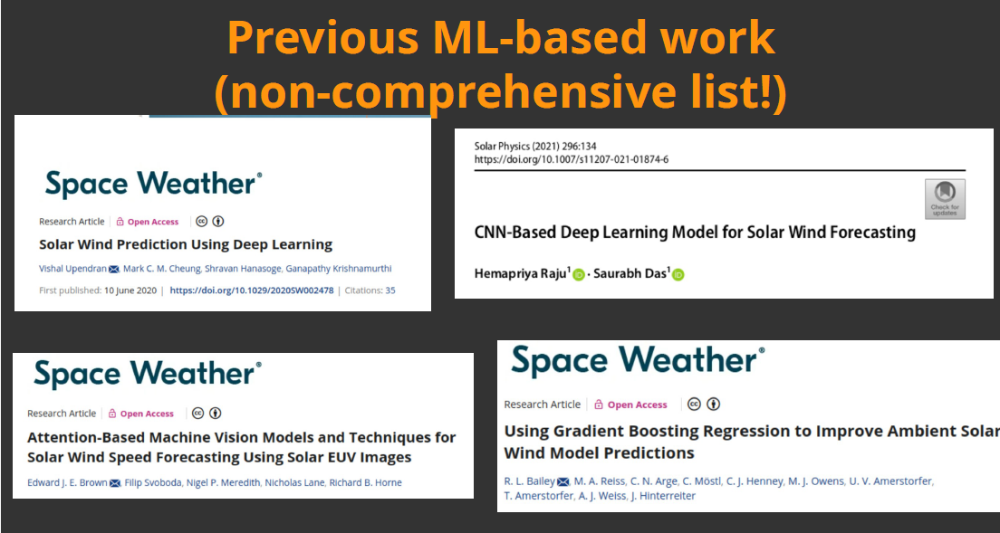 Previous ML-based work
(non-comprehensive list!)
Space Weather®
Research Article | Open Access
Solar Wind Prediction Using Deep Learning
Vishal Upendran, Mark C. M. Cheung, Shravan Hanasoge, Ganapathy Krishnamurthi
First published: 10 June 2020 | https://doi.org/10.1029/2020SW002478 | Citations: 35
Solar Physics (2021) 296:134
https://doi.org/10.1007/s11207-021-01874-6
Check for
updates
CNN-Based Deep Learning Model for Solar Wind Forecasting
Hemapriya Raju¹ iD · Saurabh Das¹ iD
Space Weather®
Research Article | Open Access
Attention-Based Machine Vision Models and Techniques for
Solar Wind Speed Forecasting Using Solar EUV Images
Edward J. E. Brown, Filip Svoboda, Nigel P. Meredith, Nicholas Lane, Richard B. Horne
Space Weather®
Research Article | Open Access
Using Gradient Boosting Regression to Improve Ambient Solar
Wind Model Predictions
R. L. Bailey, M. A. Reiss, C. N. Arge, C. Möstl, C. J. Henney, M. J. Owens, U. V. Amerstorfer,
T. Amerstorfer, A. J. Weiss, J. Hinterreiter